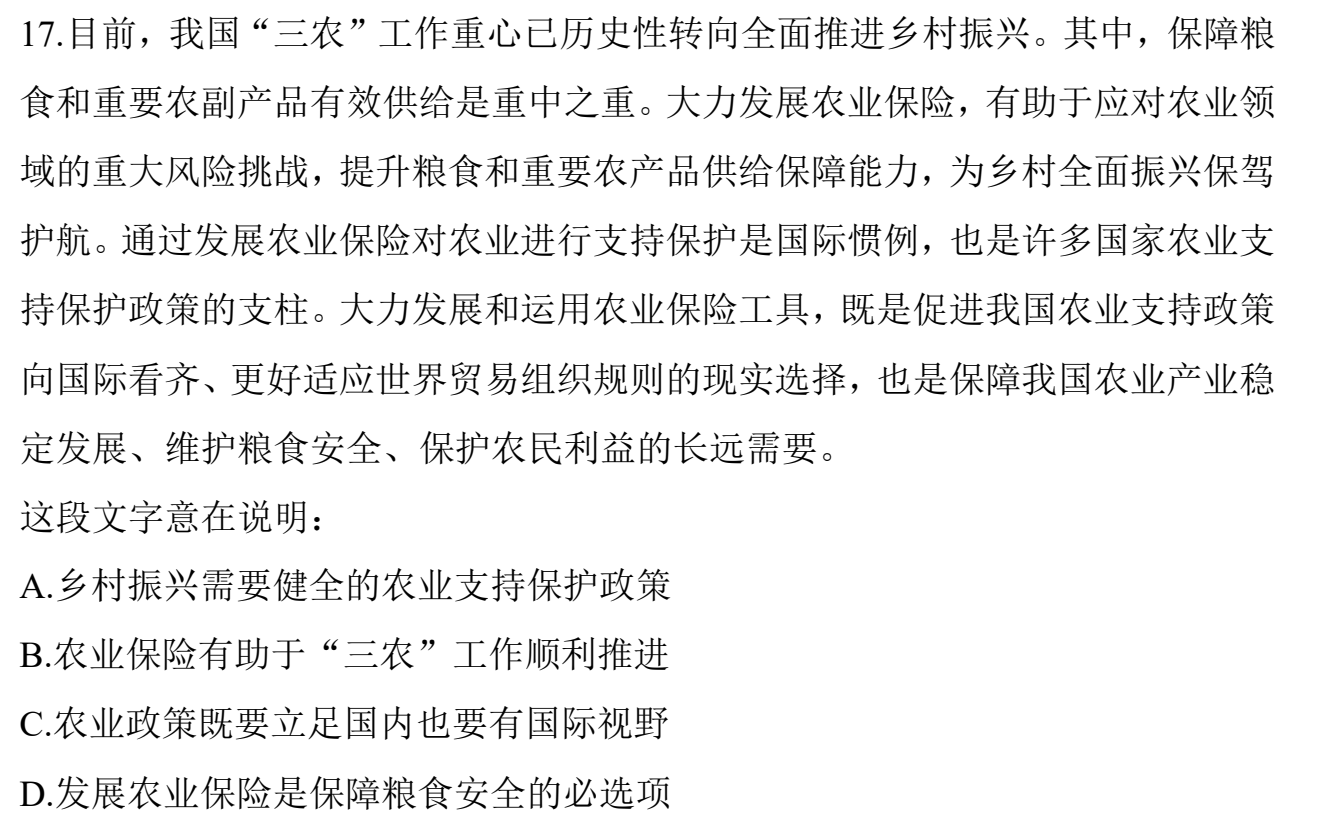 17.目前，我国“三农”工作重心已历史性转向全面推进乡村振兴。其中，保障粮
食和重要农副产品有效供给是重中之重。大力发展农业保险，有助于应对农业领
域的重大风险挑战，提升粮食和重要农产品供给保障能力，为乡村全面振兴保驾
护航。通过发展农业保险对农业进行支持保护是国际惯例，也是许多国家农业支
持保护政策的支柱。大力发展和运用农业保险工具，既是促进我国农业支持政策
向国际看齐、更好适应世界贸易组织规则的现实选择，也是保障我国农业产业稳
定发展、维护粮食安全、保护农民利益的长远需要。
这段文字意在说明：
A.乡村振兴需要健全的农业支持保护政策
B.农业保险有助于“三农”工作顺利推进
C.农业政策既要立足国内也要有国际视野
D.发展农业保险是保障粮食安全的必选项